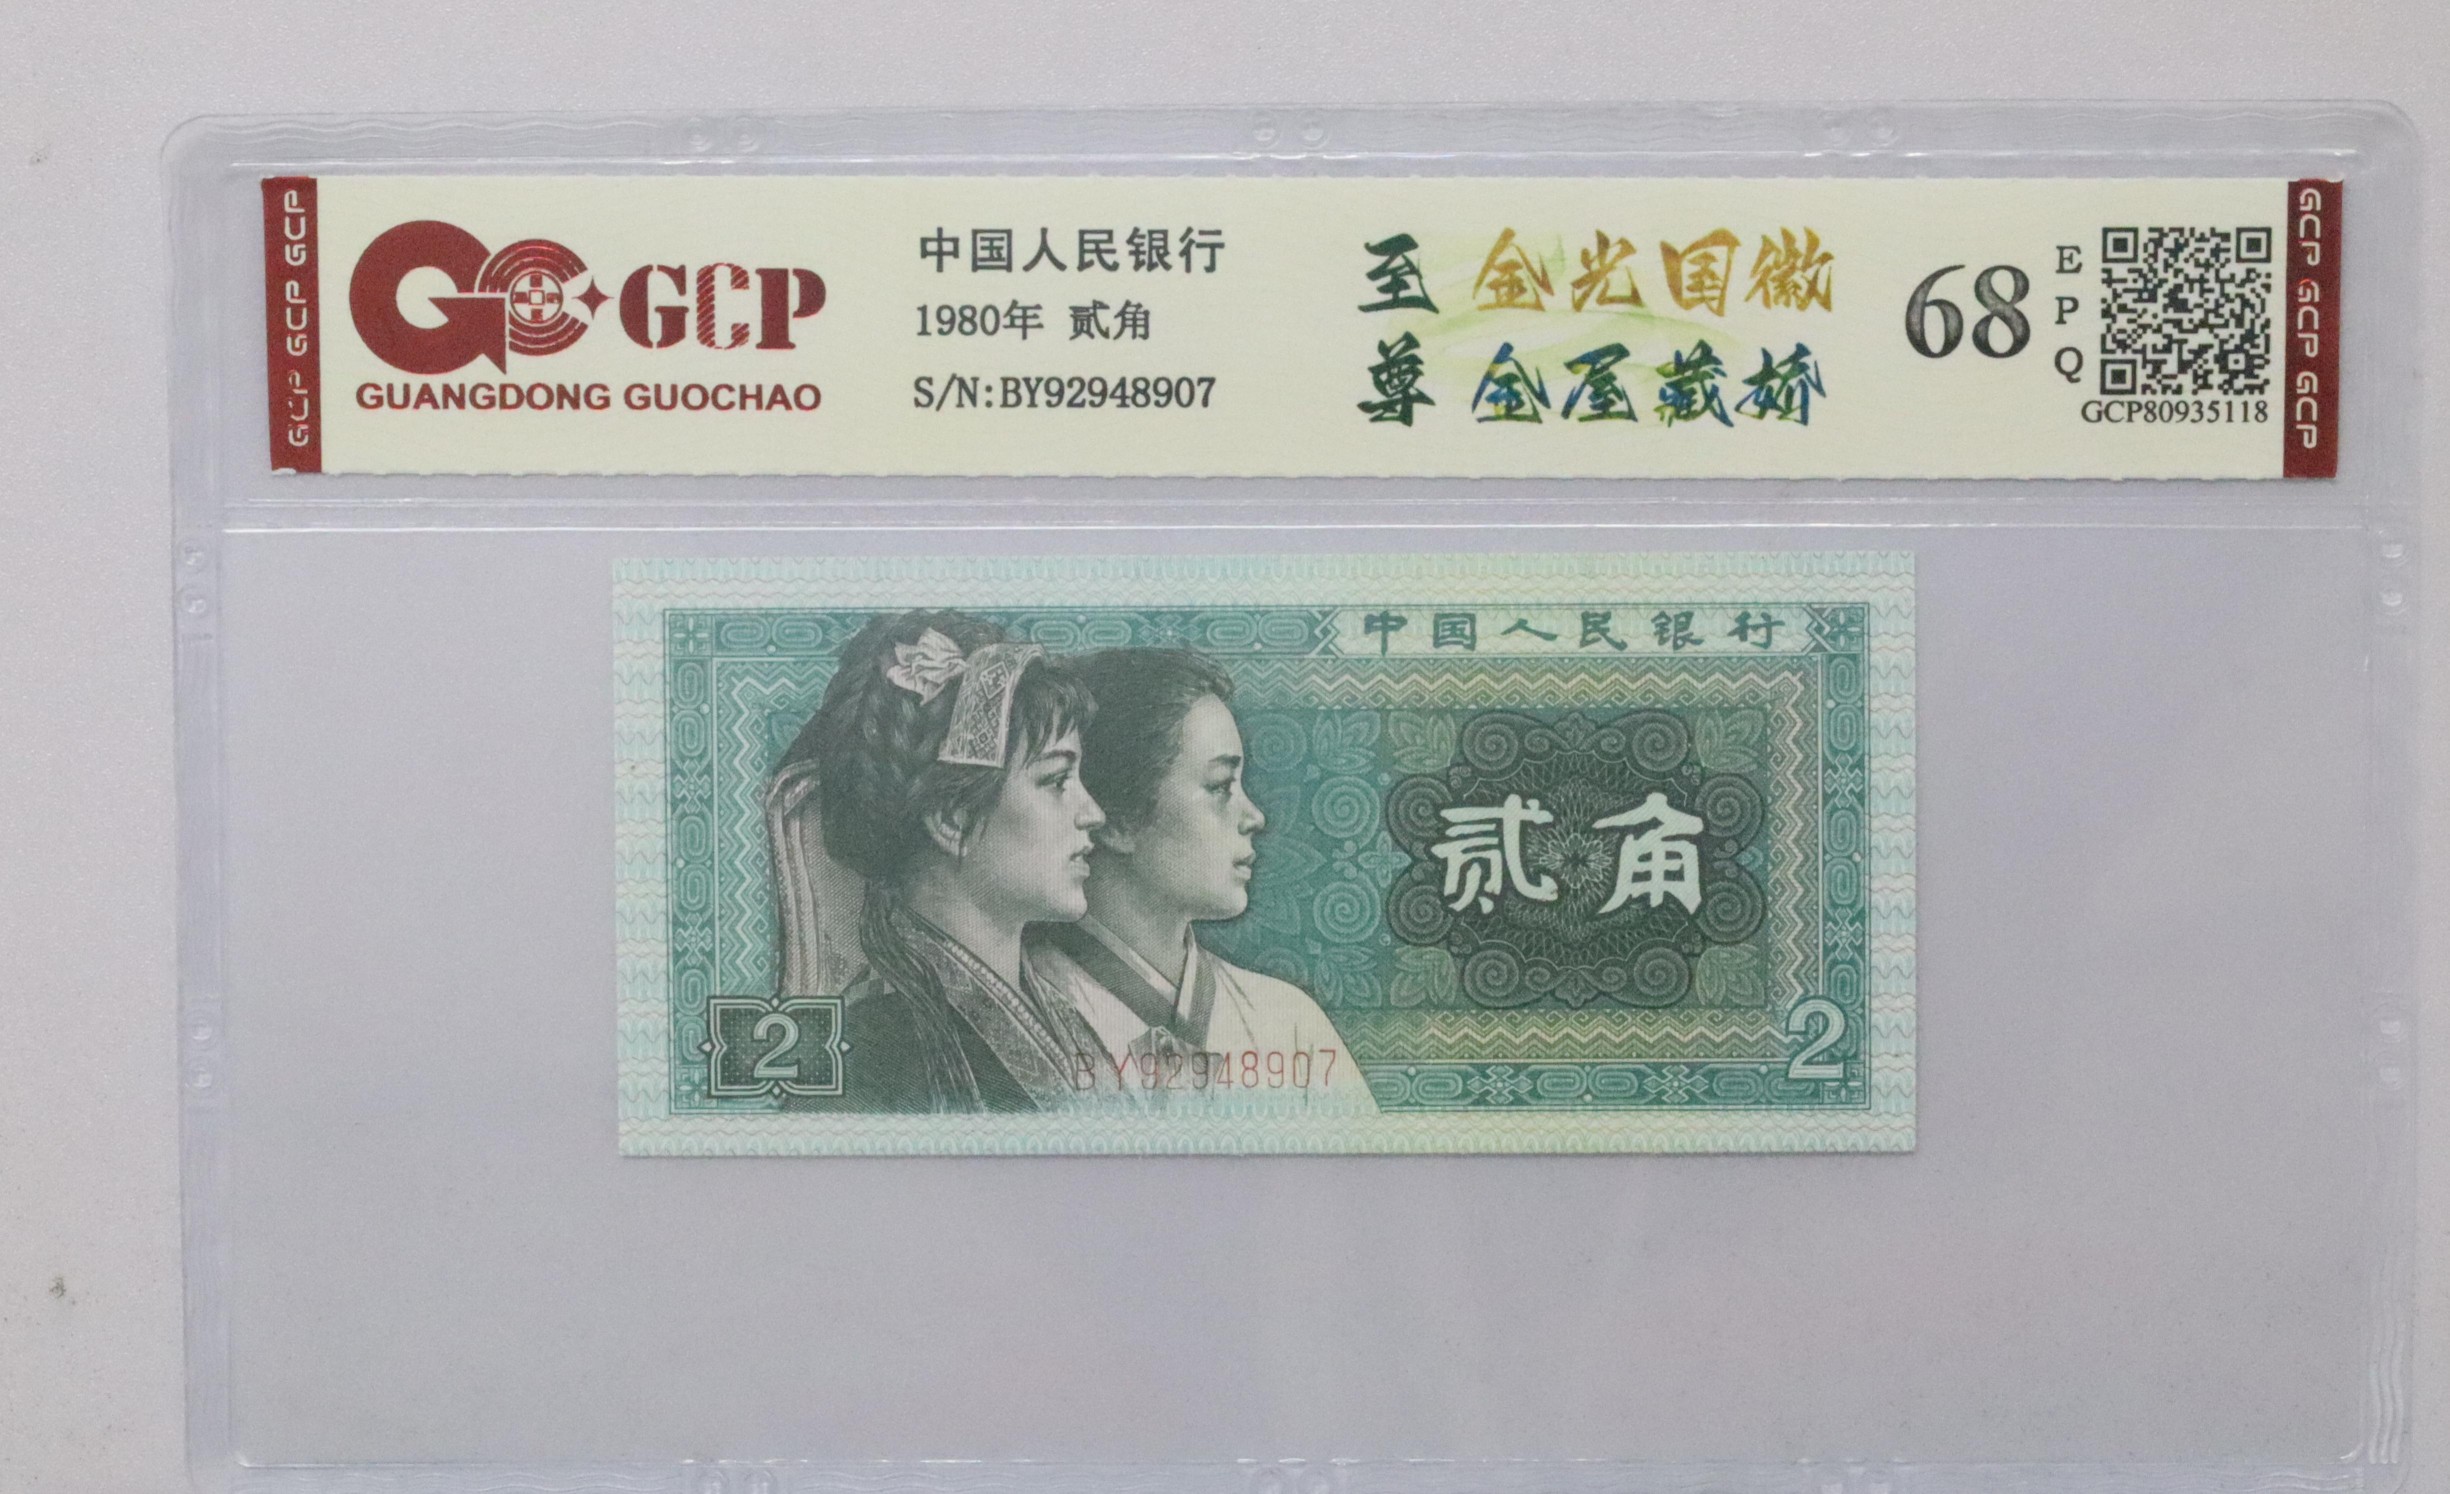 GCP GCP GCP
GCP
GUANGDONG GUOCHAO
中国人民银行
1980年 贰角
S/N:BY92948907
至尊
金光国徽
金屋藏娇
68
EPQ
GCP80935118
GCP GCP GCP
中国人民银行
贰角
2
2
BY92948907